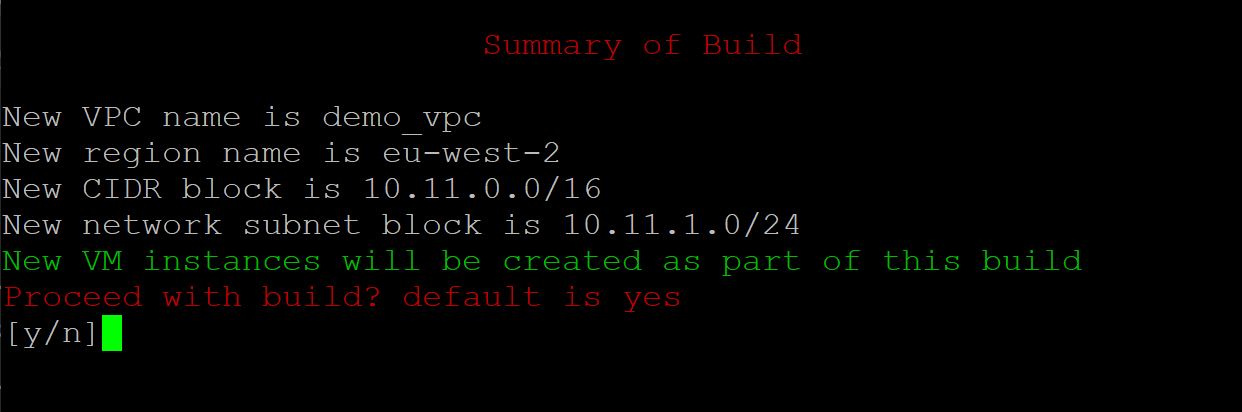 Summary of Build
New VPC name is demo_vpc
New region name is eu-west-2
New CIDR block is 10.11.0.0/16
New network subnet block is 10.11.1.0/24
New VM instances will be created as part of this build
Proceed with build? default is yes
[y/n]